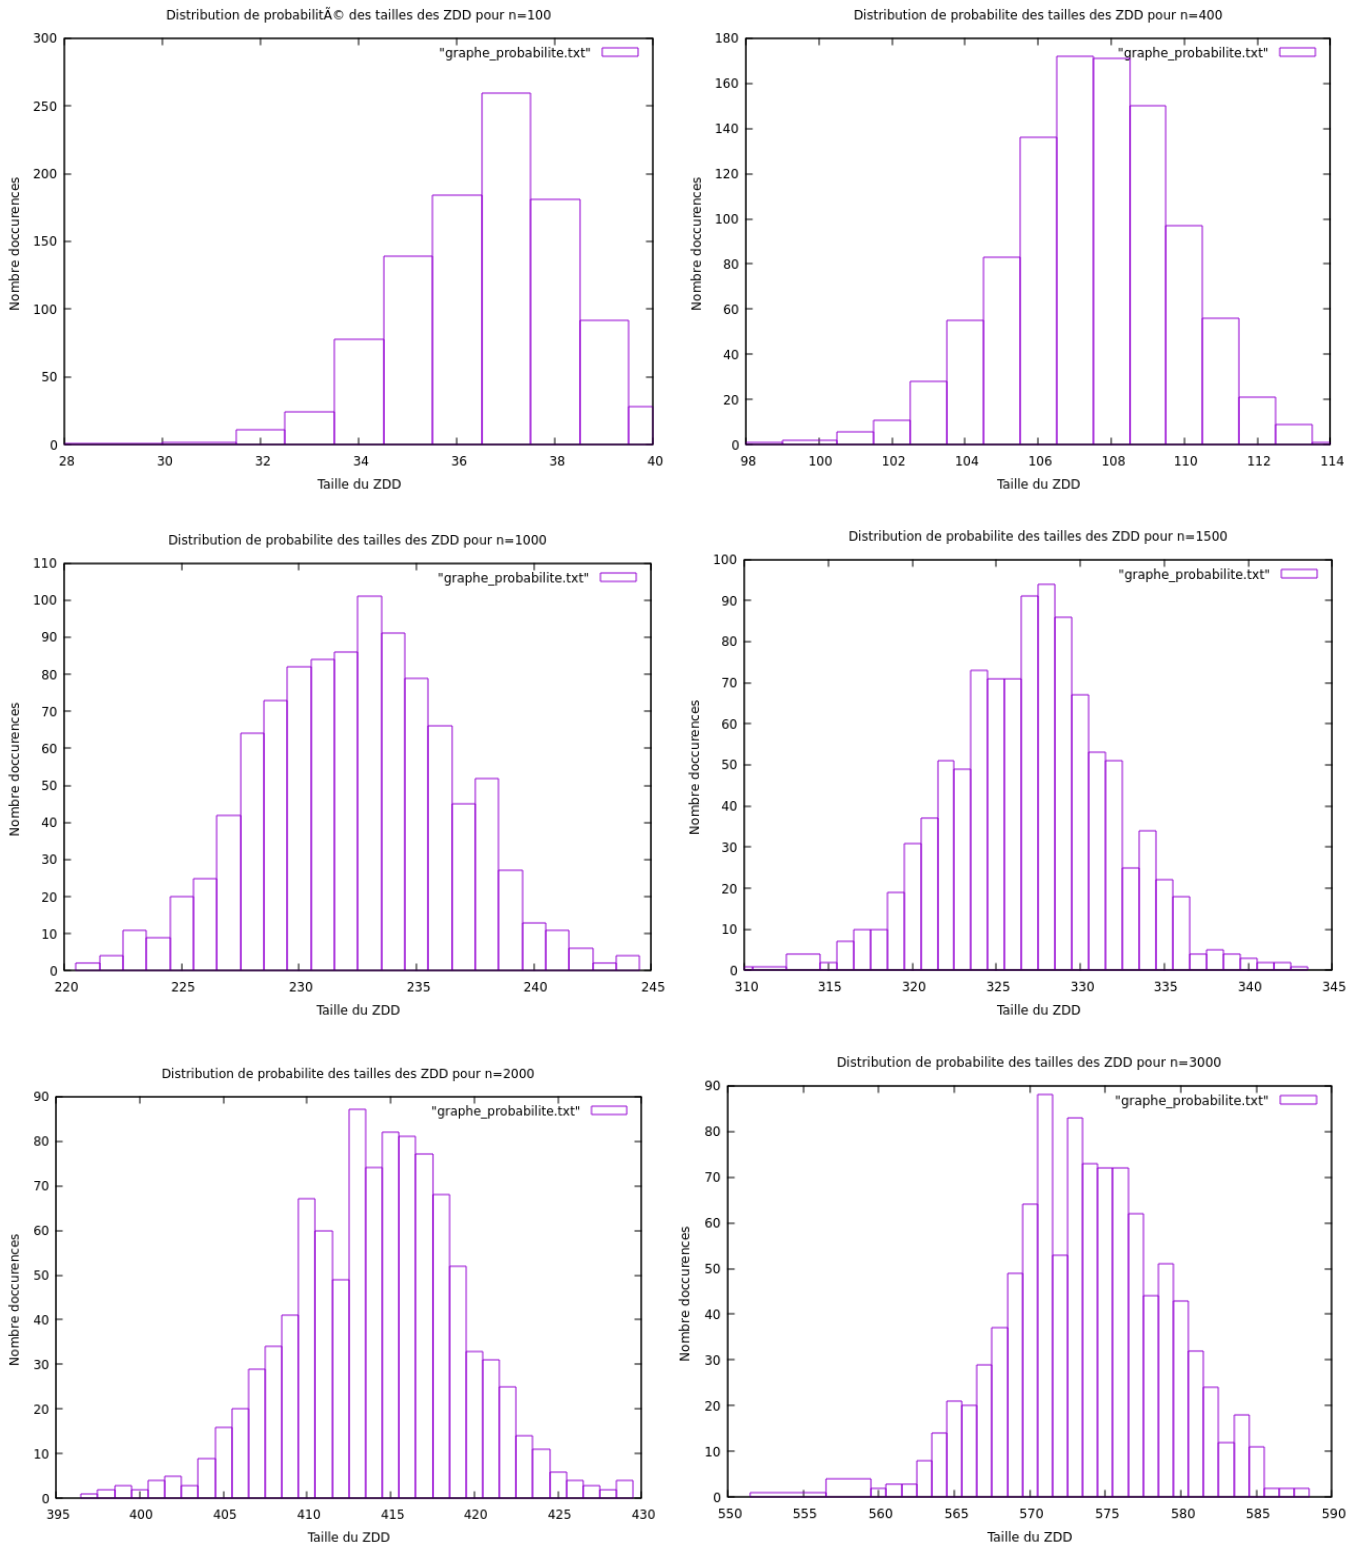 Distribution de probabilitÃ© des tailles des ZDD pour n=100
"graphe_probabilite.txt"
300
250
200
150
100
50
0
Nombre doccurences
28 30 32 34 36 38 40
Taille du ZDD
Distribution de probabilite des tailles des ZDD pour n=400
"graphe_probabilite.txt"
180
160
140
120
100
80
60
40
20
0
Nombre doccurences
98 100 102 104 106 108 110 112 114
Taille du ZDD
Distribution de probabilite des tailles des ZDD pour n=1000
"graphe_probabilite.txt"
110
100
90
80
70
60
50
40
30
20
10
0
Nombre doccurences
220 225 230 235 240 245
Taille du ZDD
Distribution de probabilite des tailles des ZDD pour n=1500
"graphe_probabilite.txt"
100
90
80
70
60
50
40
30
20
10
0
Nombre doccurences
310 315 320 325 330 335 340 345
Taille du ZDD
Distribution de probabilite des tailles des ZDD pour n=2000
"graphe_probabilite.txt"
90
80
70
60
50
40
30
20
10
0
Nombre doccurences
395 400 405 410 415 420 425 430
Taille du ZDD
Distribution de probabilite des tailles des ZDD pour n=3000
"graphe_probabilite.txt"
90
80
70
60
50
40
30
20
10
0
Nombre doccurences
550 555 560 565 570 575 580 585 590
Taille du ZDD